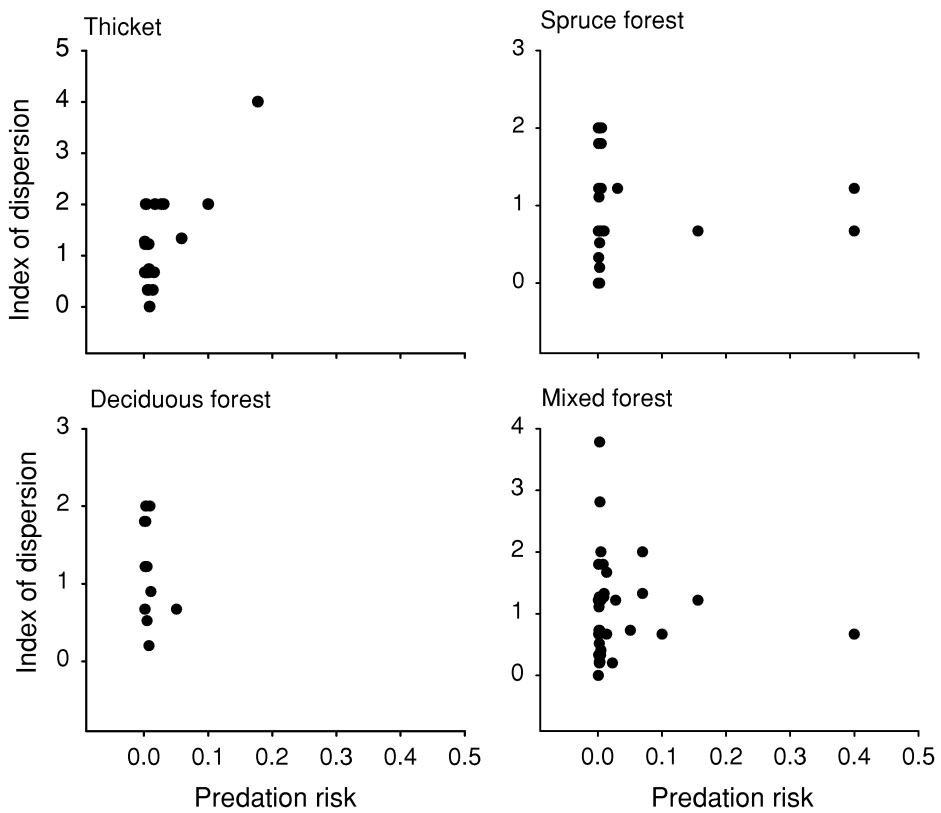 Thicket
5
4
3
2
1
0
Index of dispersion
Spruce forest
3
2
1
0
Deciduous forest
3
2
1
0
Index of dispersion
0.0 0.1 0.2 0.3 0.4 0.5
Predation risk
Mixed forest
4
3
2
1
0
0.0 0.1 0.2 0.3 0.4 0.5
Predation risk